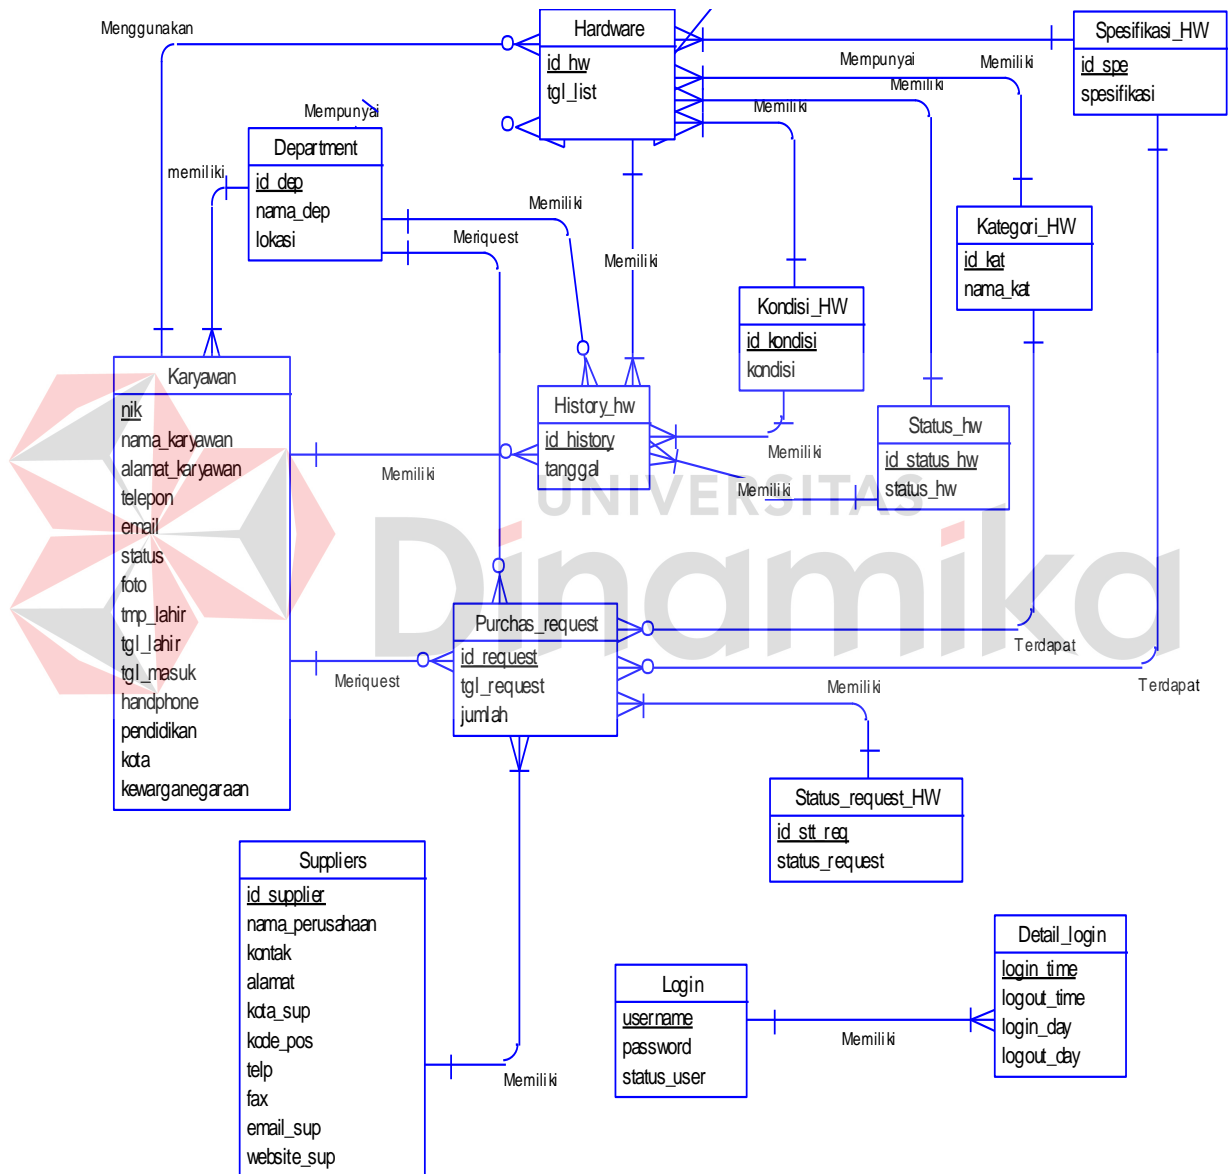 Menggunakan
Hardware
id_hw
tgl_list
Spesifikasi_HW
id_spe
spesifikasi
Mempunyai
Memiliki
Memiliki
Memiliki
Mempunyai
Department
id_dep
nama_dep
lokasi
memiliki
Memiliki
Meriquest
Memiliki
Kategori_HW
id_kat
nama_kat
Kondisi_HW
id_kondisi
kondisi
Karyawan
nik
nama_karyawan
alamat_karyawan
telepon
email
status
foto
tmp_lahir
tgl_lahir
tgl_masuk
handphone
pendidikan
kota
kewarganegaraan
History_hw
id_history
tanggal
Status_hw
id_status_hw
status_hw
Memiliki
Memiliki
Memiliki
UNIVERSITAS
Dinamika
Purchas_request
id_request
tgl_request
jumlah
Meriquest
Terdapat
Memiliki
Terdapat
Status_request_HW
id_stt_req
status_request
Suppliers
id_supplier
nama_perusahaan
kontak
alamat
kota_sup
kode_pos
telp
fax
email_sup
website_sup
Memiliki
Login
username
password
status_user
Memiliki
Detail_login
login_time
logout_time
login_day
logout_day